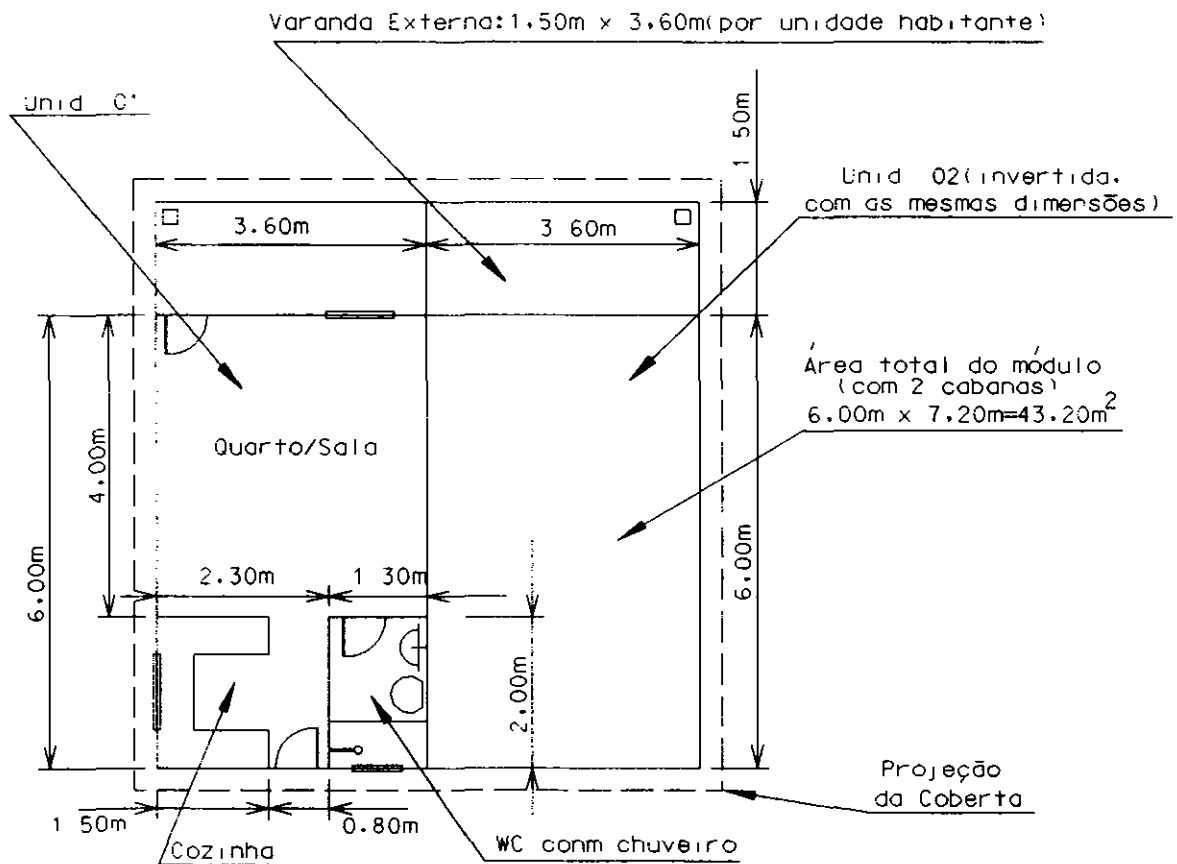 Varanda Externa: 1.50m x 3.60m(por unidade habitante)
Unid
1 50m
Unid 02(invertida.
com as mesmas dimensões)
3.60m
3 60m
Área total do módulo
(com 2 cabanas)
6.00m x 7.20m=43.20m²
Quarto/Sala
4.00m
6.00m
6.00m
2.30m
1 30m
2.00m
Projeção
da Coberta
1 50m
0.80m
Cozinha
WC conm chuveiro